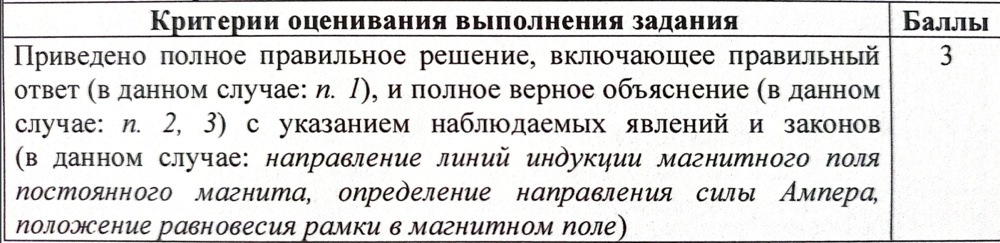 Критерии оценивания выполнения задания Баллы
Приведено полное правильное решение, включающее правильный 3
ответ (в данном случае: п. 1), и полное верное объяснение (в данном
случае: п. 2, 3) с указанием наблюдаемых явлений и законов
(в данном случае: направление линий индукции магнитного поля
постоянного магнита, определение направления силы Ампера,
положение равновесия рамки в магнитном поле)